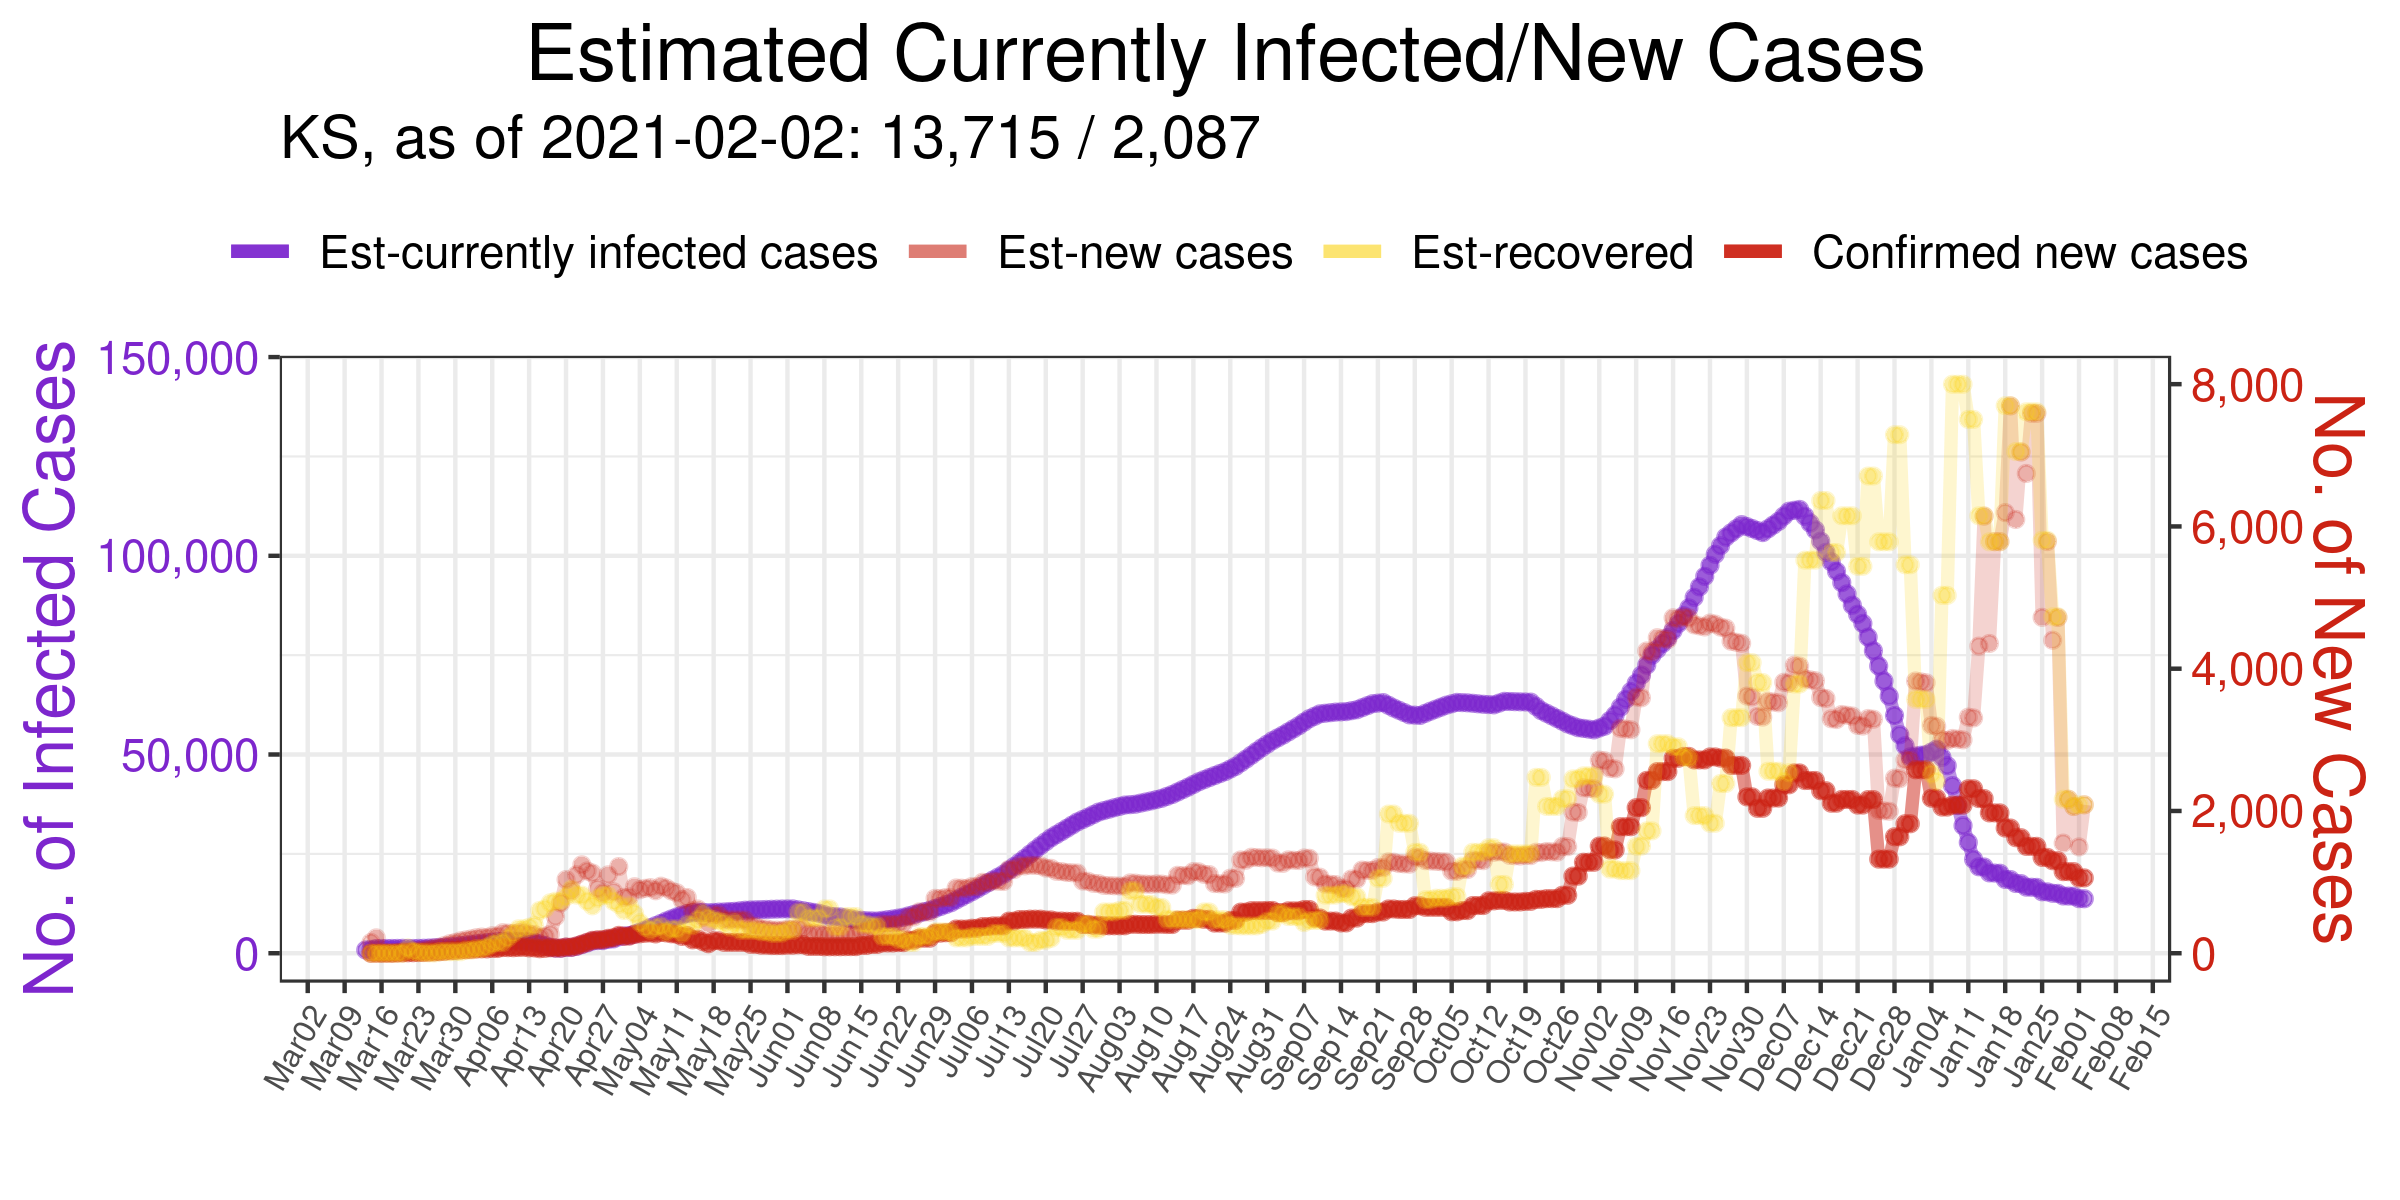 Estimated Currently Infected/New Cases
KS, as of 2021-02-02: 13,715 / 2,087
Est-currently infected cases Est-new cases Est-recovered Confirmed new cases
No. of Infected Cases
150,000
100,000
50,000
0
8,000
6,000
4,000
2,000
0
No. of New Cases
Mar02 Mar09 Mar16 Mar23 Mar30 Apr06 Apr13 Apr20 Apr27 May04 May11 May18 May25 Jun01 Jun08 Jun15 Jun22 Jun29 Jul06 Jul13 Jul20 Jul27 Aug03 Aug10 Aug17 Aug24 Aug31 Sep07 Sep14 Sep21 Sep28 Oct05 Oct12 Oct19 Oct26 Nov02 Nov09 Nov16 Nov23 Nov30 Dec07 Dec14 Dec21 Dec28 Jan04 Jan11 Jan18 Jan25 Feb01 Feb08 Feb15